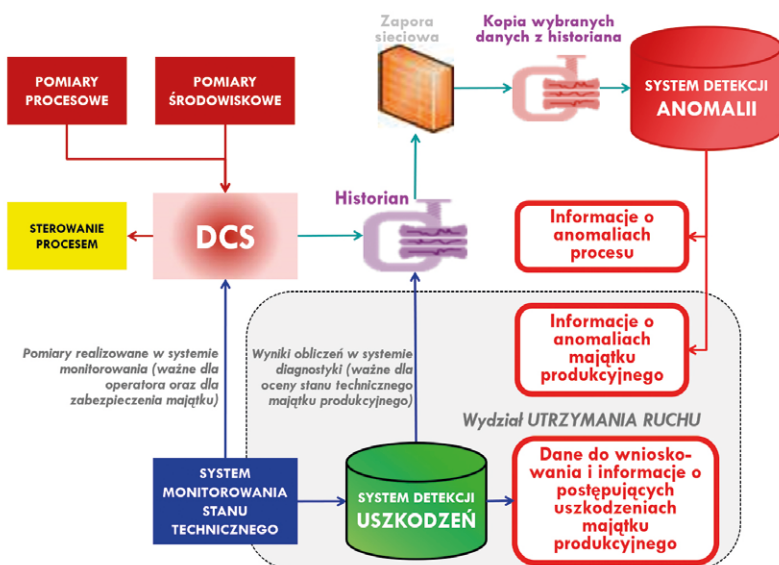 Zapora
sieciowa
Kopia wybranych
danych z historiana
SYSTEM DETEKCJI
ANOMALII
POMIARY
PROCESOWE
POMIARY
ŚRODOWISKOWE
Historian
STEROWANIE
PROCESEM
DCS
Informacje o
anomaliach
procesu
Informacje o
anomaliach
majątku
produkcyjnego
Pomiary realizowane w systemie
monitorowania (ważne dla
operatora oraz dla
zabezpieczenia majątku)
Wyniki obliczeń w systemie
diagnostyki (ważne dla
oceny stanu technicznego
majątku produkcyjnego)
Wydział UTRZYMANIA RUCHU
SYSTEM
MONITOROWANIA
STANU
TECHNICZNEGO
SYSTEM DETEKCJI
USZKODZEŃ
Dane do wniosko-
wania i informacje o
postępujących
uszkodzeniach
majątku
produkcyjnego